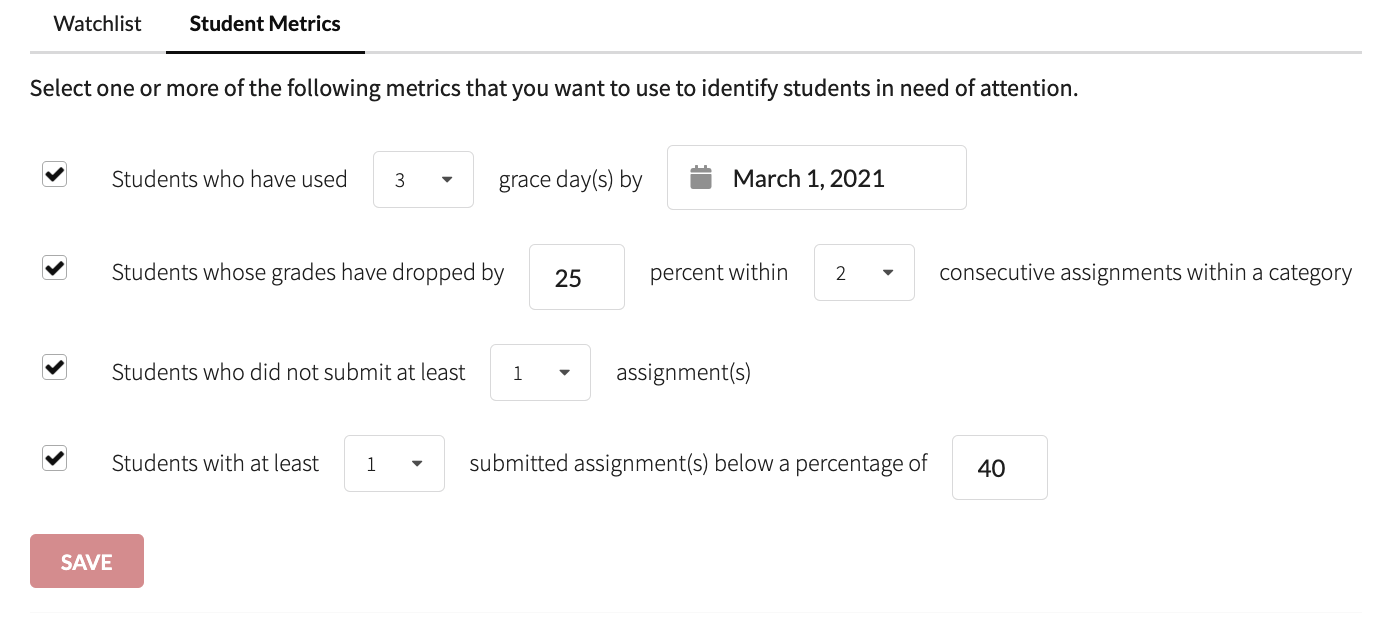 Watchlist Student Metrics
Select one or more of the following metrics that you want to use to identify students in need of attention.
Students who have used 3 grace day(s) by March 1, 2021
Students whose grades have dropped by 25 percent within 2 consecutive assignments within a category
Students who did not submit at least 1 assignment(s)
Students with at least 1 submitted assignment(s) below a percentage of 40
SAVE